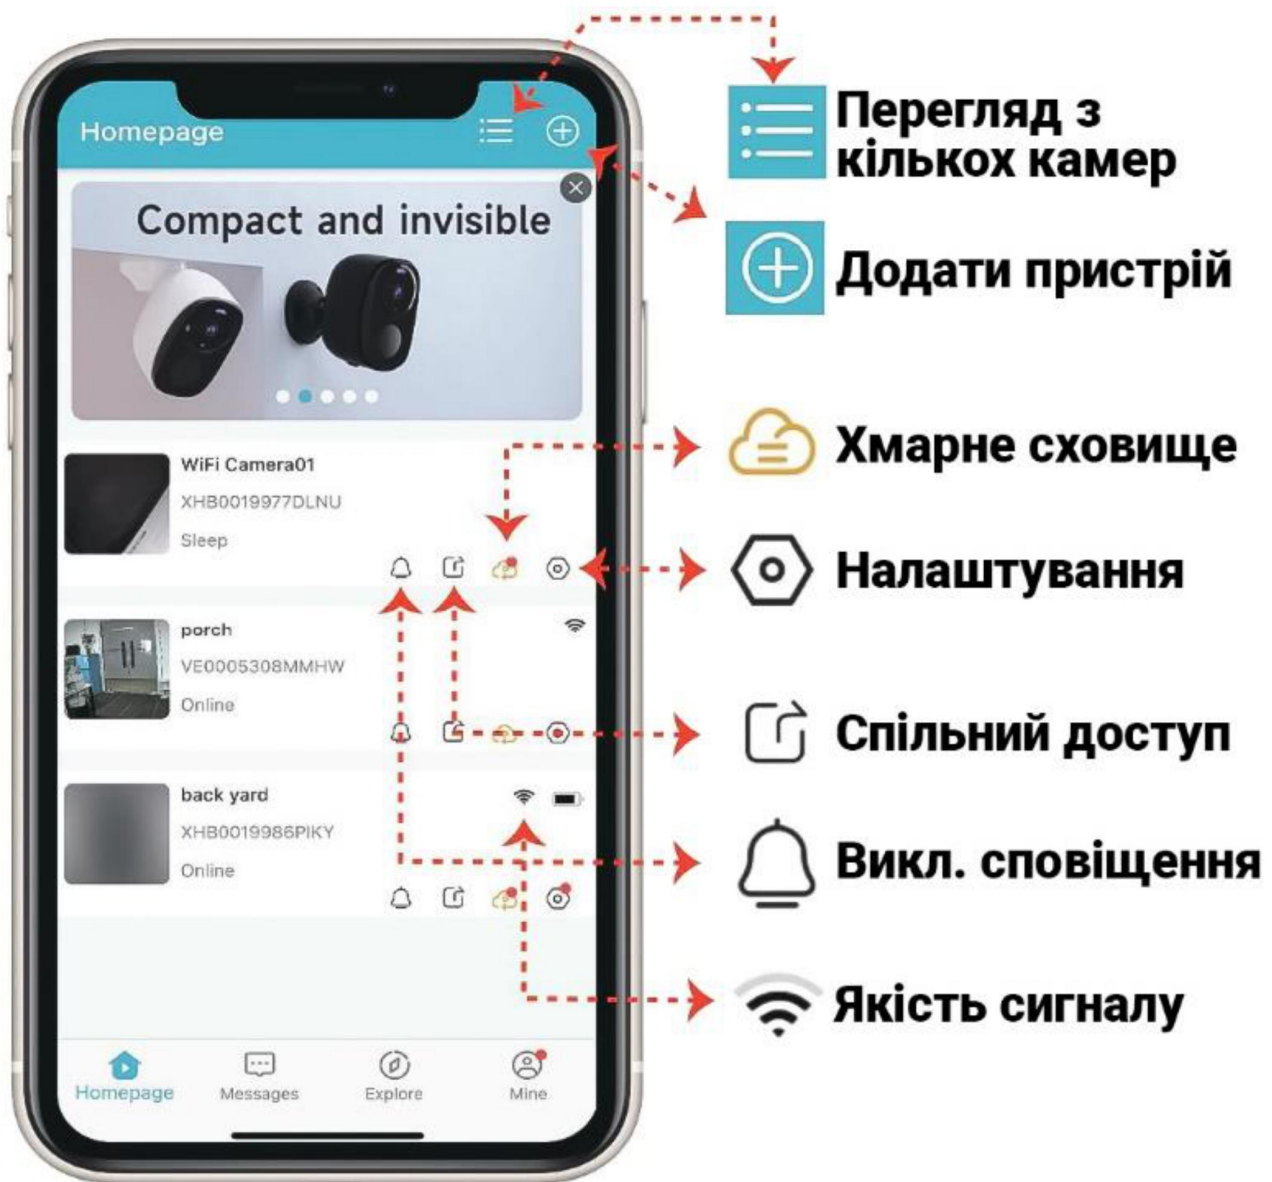 Homepage
Compact and invisible
WiFi Camera01
XHB0019977DLNU
Sleep
porch
VE0005308MMHW
Online
back yard
XHB0019986PIKY
Online
Homepage
Messages
Explore
Mine
Перегляд з
кількох камер
Додати пристрій
Хмарне сховище
Налаштування
Спільний доступ
Викл. сповіщення
Якість сигналу